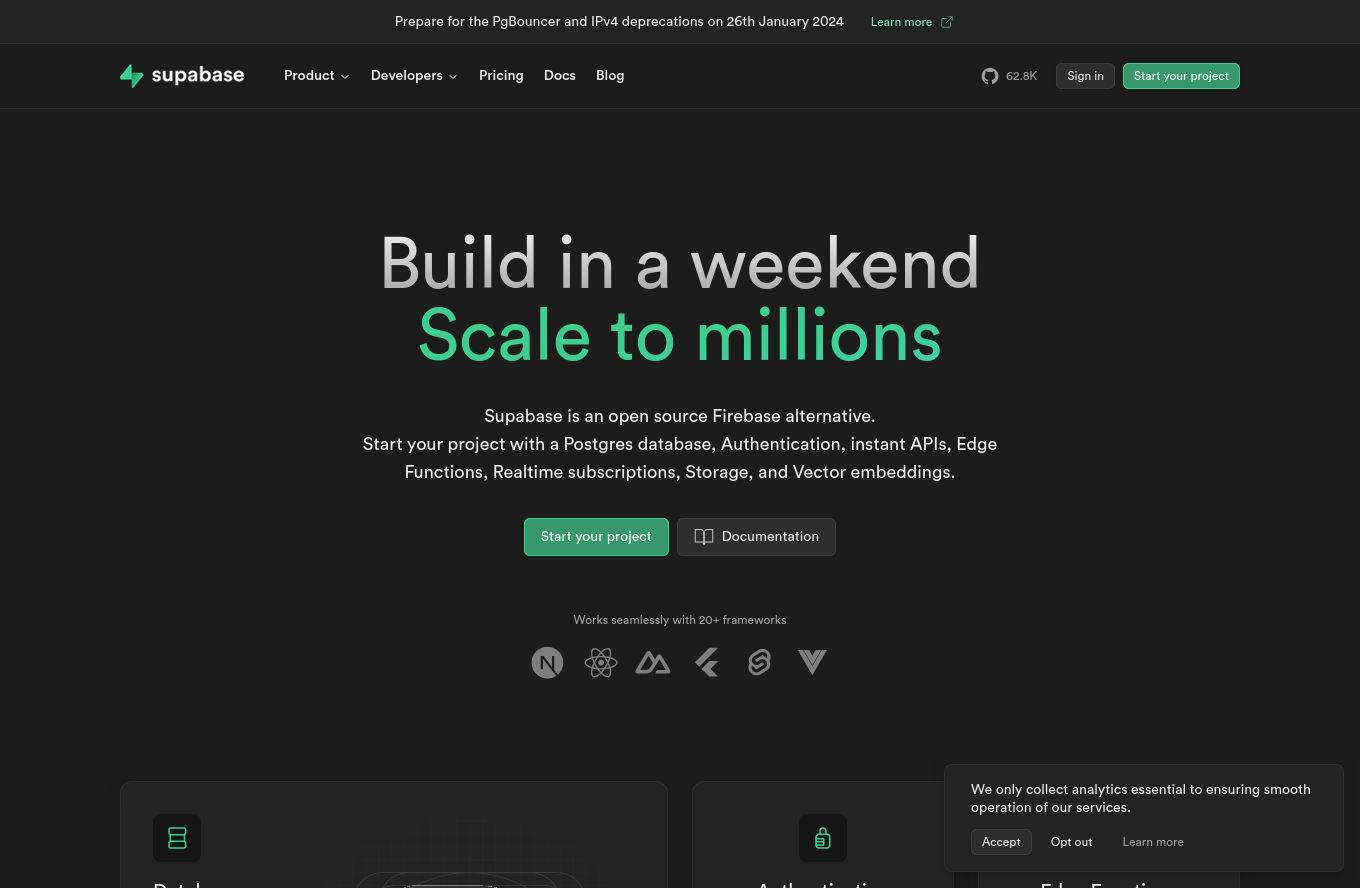 Prepare for the PgBouncer and IPv4 deprecations on 26th January 2024 Learn more
supabase Product Developers Pricing Docs Blog 62.8K Sign in Start your project
Build in a weekend
Scale to millions
Supabase is an open source Firebase alternative.
Start your project with a Postgres database, Authentication, instant APIs, Edge
Functions, Realtime subscriptions, Storage, and Vector embeddings.
Start your project Documentation
Works seamlessly with 20+ frameworks
We only collect analytics essential to ensuring smooth
operation of our services.
Accept Opt out Learn more